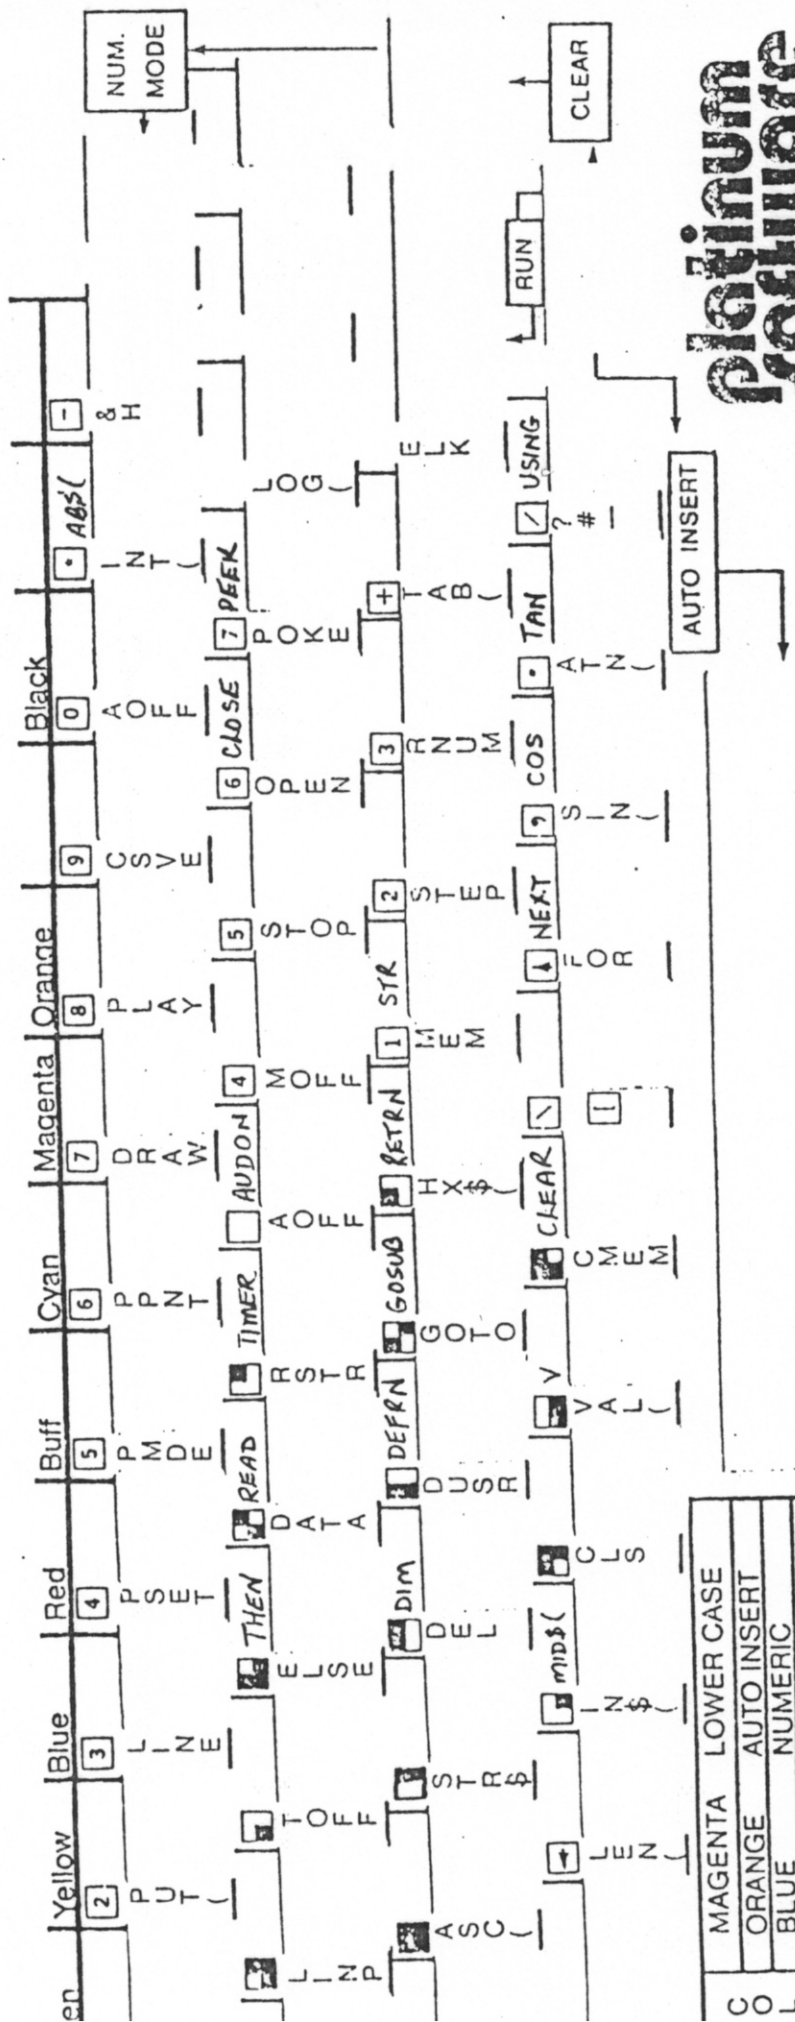 en Yellow Blue Red Buff Cyan Magenta Orange Black
2 3 4 5 6 7 8 9 0 * ABS( -
PUT( LINE PSET PMDE PPNT DRAW PLAY CSVE AOFF INT( &H
NUM.
MODE
THEN READ TIMER AUDON 4 5 6 CLOSE 7 PEEK
LINP TOFF ELSE DATA RSTR AOFF MOFF STOP OPEN POKE LOG(
DIM DEFRN GOSUB RETRN 1 STR 2 3 +
ASC( STR$ DEL DUSR GOTO HX$( MEM STEP RNUM TAB( ELK
MID$( V CLEAR \ NEXT , COS . TAN / USING
LEN( IN$( CLS VAL( CMEM [ FOR SIN( ATN( ?#
RUN
CLEAR
AUTO INSERT
platinum
software
COL
MAGENTA LOWER CASE
ORANGE AUTO INSERT
BLUE NUMERIC